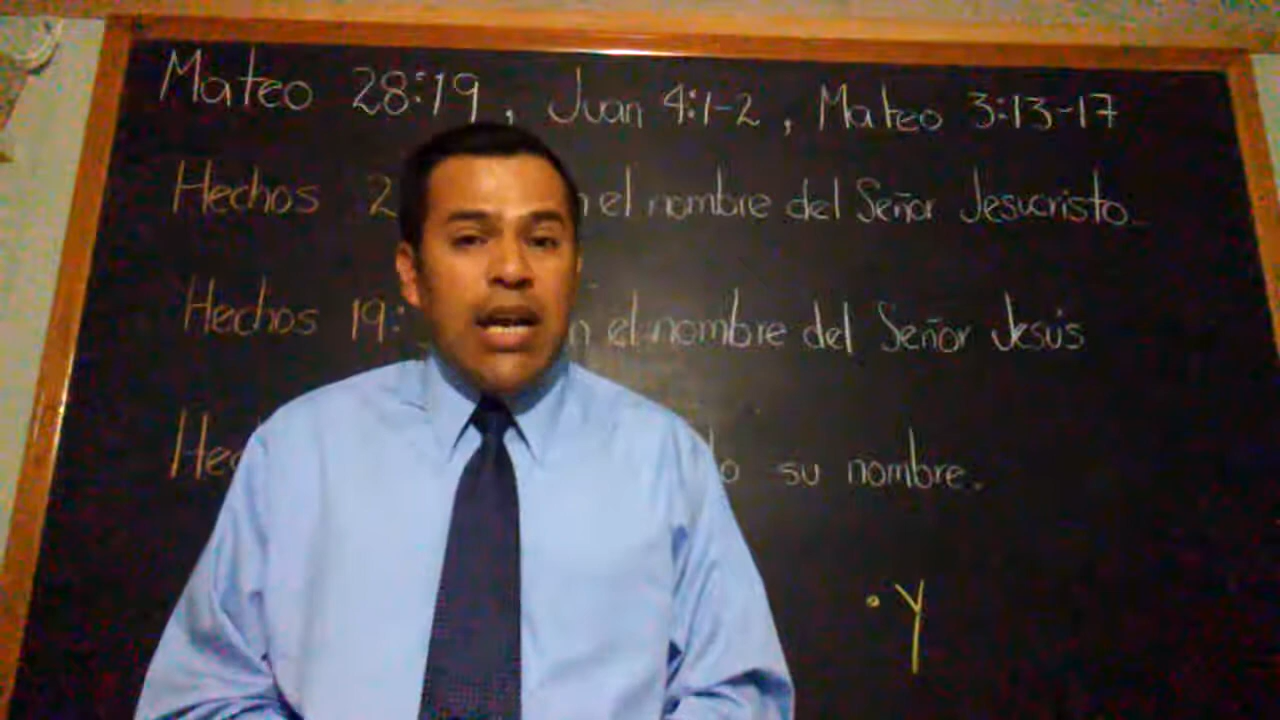 Mateo 28:19, Juan 4:1-2, Mateo 3:13-17
Hechos 2 el nombre del Señor Jesucristo.
Hechos 19: el nombre del Señor Jesús
su nombre.
• y